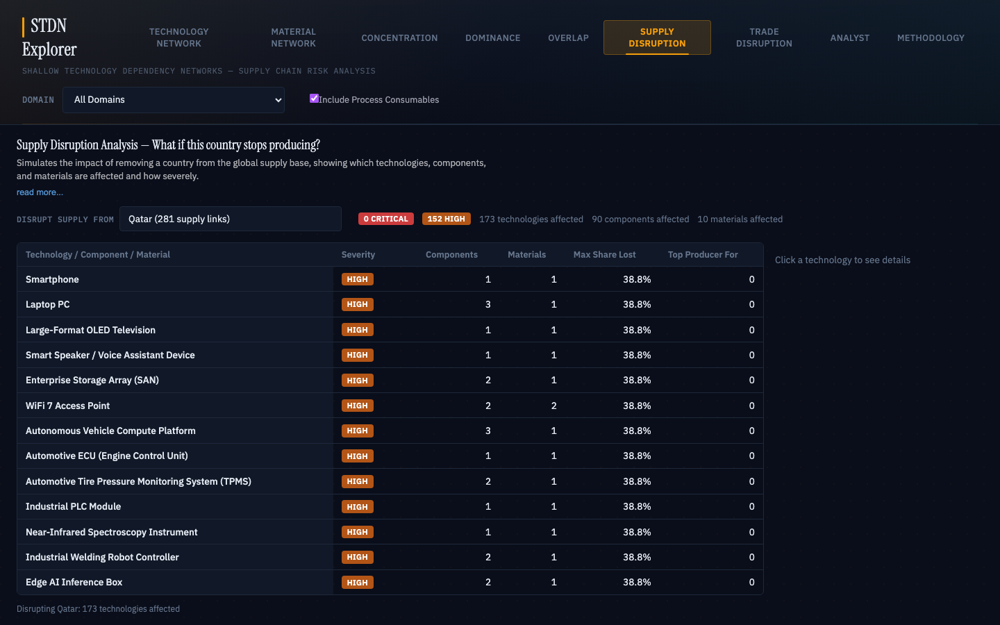 STDN
Explorer
TECHNOLOGY
NETWORK
MATERIAL
NETWORK
CONCENTRATION
DOMINANCE
OVERLAP
SUPPLY
DISRUPTION
TRADE
DISRUPTION
ANALYST
METHODOLOGY
SHALLOW TECHNOLOGY DEPENDENCY NETWORKS — SUPPLY CHAIN RISK ANALYSIS
DOMAIN All Domains Include Process Consumables
Supply Disruption Analysis — What if this country stops producing?
Simulates the impact of removing a country from the global supply base, showing which technologies, components,
and materials are affected and how severely.
read more...
DISRUPT SUPPLY FROM Qatar (281 supply links) 0 CRITICAL 152 HIGH 173 technologies affected 90 components affected 10 materials affected
Technology / Component / Material Severity Components Materials Max Share Lost Top Producer For
Smartphone HIGH 1 1 38.8% 0
Laptop PC HIGH 3 1 38.8% 0
Large-Format OLED Television HIGH 1 1 38.8% 0
Smart Speaker / Voice Assistant Device HIGH 1 1 38.8% 0
Enterprise Storage Array (SAN) HIGH 2 1 38.8% 0
WiFi 7 Access Point HIGH 2 2 38.8% 0
Autonomous Vehicle Compute Platform HIGH 3 1 38.8% 0
Automotive ECU (Engine Control Unit) HIGH 1 1 38.8% 0
Automotive Tire Pressure Monitoring System (TPMS) HIGH 2 1 38.8% 0
Industrial PLC Module HIGH 1 1 38.8% 0
Near-Infrared Spectroscopy Instrument HIGH 1 1 38.8% 0
Industrial Welding Robot Controller HIGH 2 1 38.8% 0
Edge AI Inference Box HIGH 2 1 38.8% 0
Click a technology to see details
Disrupting Qatar: 173 technologies affected